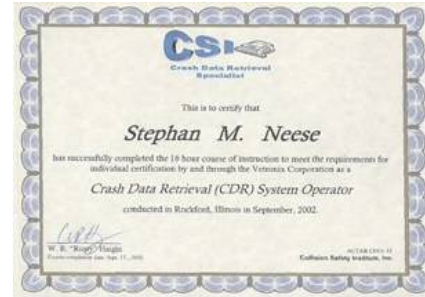 CSI
Crash Data Retrieval
Specialist
This is to certify that
Stephan M. Neese
has successfully completed the 16 hour course of instruction to meet the requirements for
individual certification by and through the Vetronix Corporation as a
Crash Data Retrieval (CDR) System Operator
conducted in Rockford, Illinois in September, 2002.
W. R. "Rusty" Haight
Collision Safety Institute, Inc.